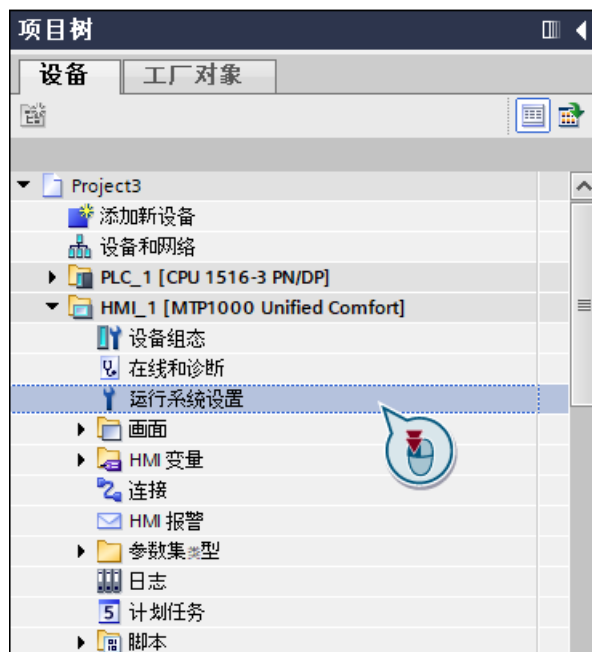 项目树
设备
工厂对象
Project3
添加新设备
设备和网络
PLC_1 [CPU 1516-3 PN/DP]
HMI_1 [MTP1000 Unified Comfort]
设备组态
在线和诊断
运行系统设置
画面
HMI 变量
连接
HMI 报警
参数集类型
日志
5 计划任务
脚本